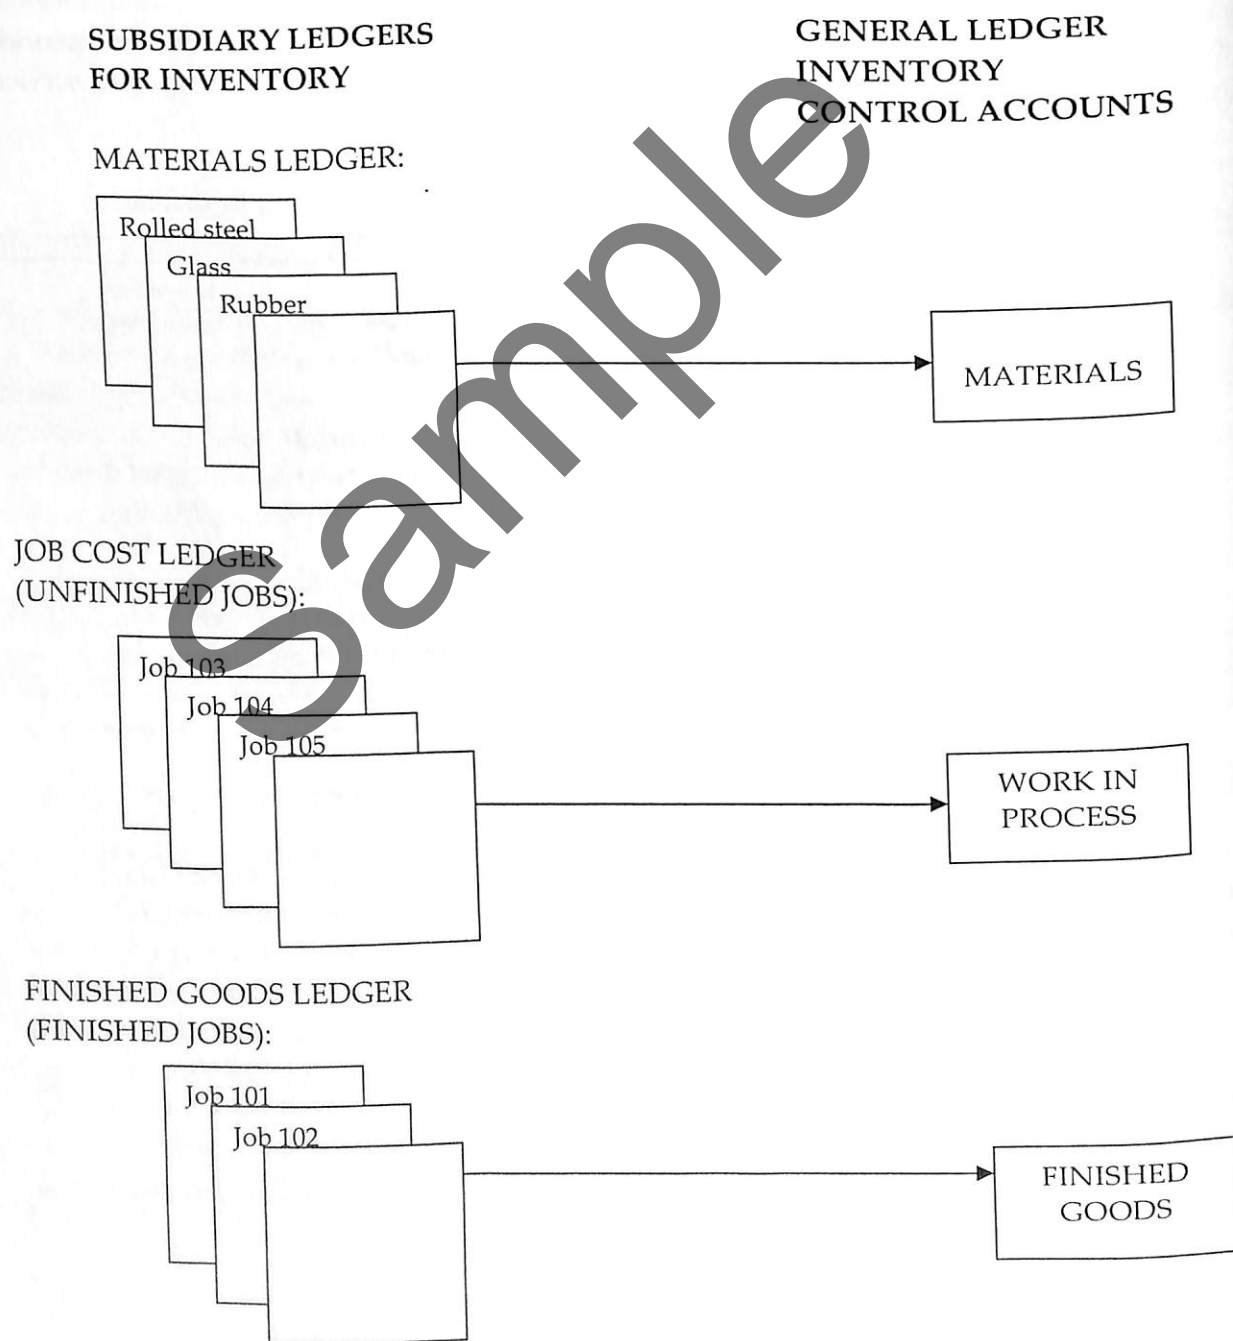 SUBSIDIARY LEDGERS
FOR INVENTORY
GENERAL LEDGER
INVENTORY
CONTROL ACCOUNTS
MATERIALS LEDGER:
Rolled steel
Glass
Rubber
MATERIALS
JOB COST LEDGER
(UNFINISHED JOBS):
Job 103
Job 104
Job 105
WORK IN
PROCESS
FINISHED GOODS LEDGER
(FINISHED JOBS):
Job 101
Job 102
FINISHED
GOODS
sample